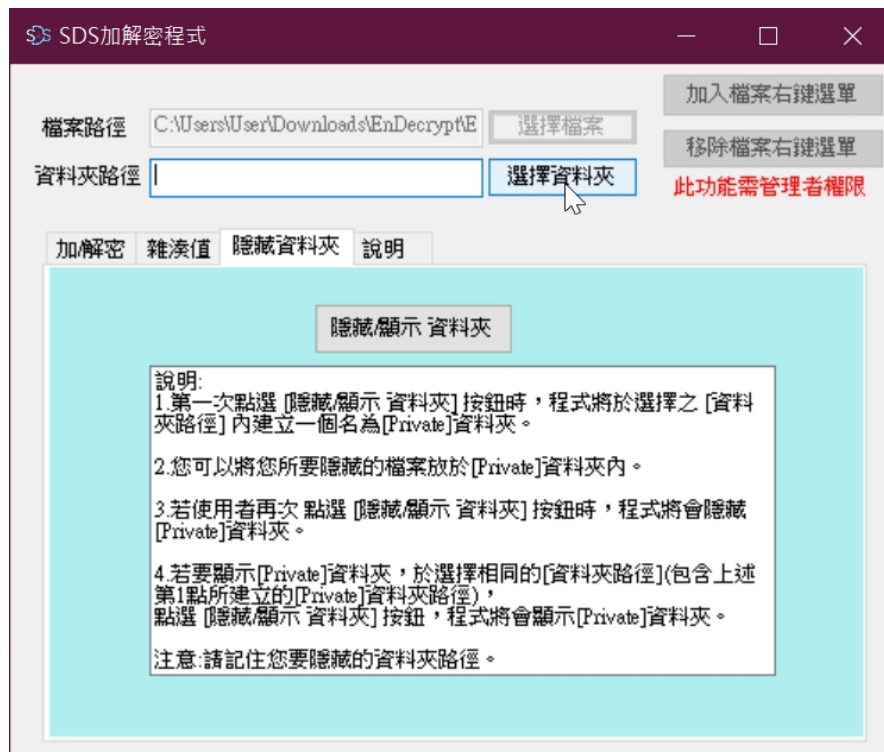 SDS加解密程式
加入檔案右鍵選單
檔案路徑 C:\Users\User\Downloads\EnDecrypt\E 選擇檔案
移除檔案右鍵選單
資料夾路徑 選擇資料夾
此功能需管理者權限
加/解密 雜湊值 隱藏資料夾 說明
隱藏/顯示 資料夾
說明:
1.第一次點選 [隱藏/顯示 資料夾] 按鈕時，程式將於選擇之 [資料
夾路徑] 內建立一個名為[Private]資料夾。
2.您可以將您所要隱藏的檔案放於[Private]資料夾內。
3.若使用者再次 點選 [隱藏/顯示 資料夾] 按鈕時，程式將會隱藏
[Private]資料夾。
4.若要顯示[Private]資料夾，於選擇相同的[資料夾路徑](包含上述
第1點所建立的[Private]資料夾路徑)，
點選 [隱藏/顯示 資料夾] 按鈕，程式將會顯示[Private]資料夾。
注意:請記住您要隱藏的資料夾路徑。